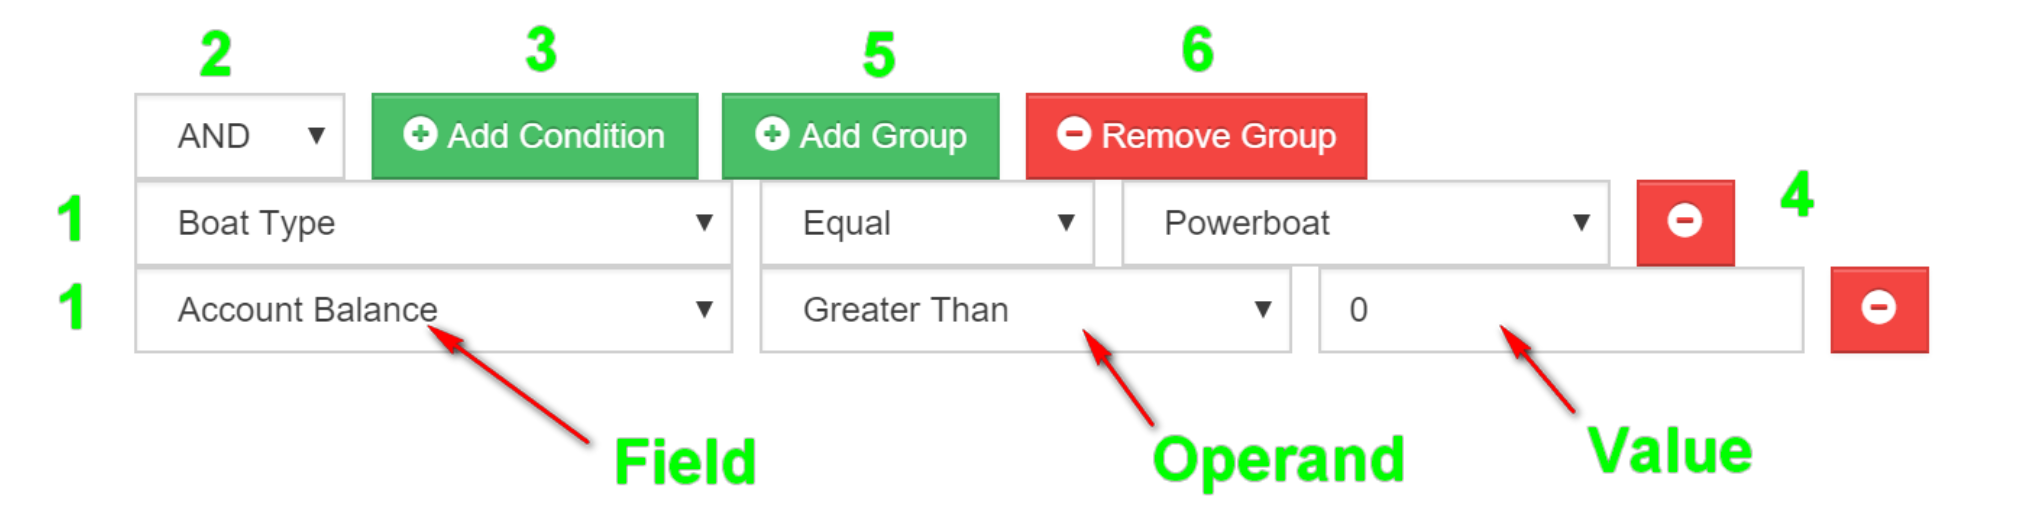 2 3 5 6
AND Add Condition Add Group Remove Group
1 Boat Type Equal Powerboat 4
1 Account Balance Greater Than 0
Field Operand Value